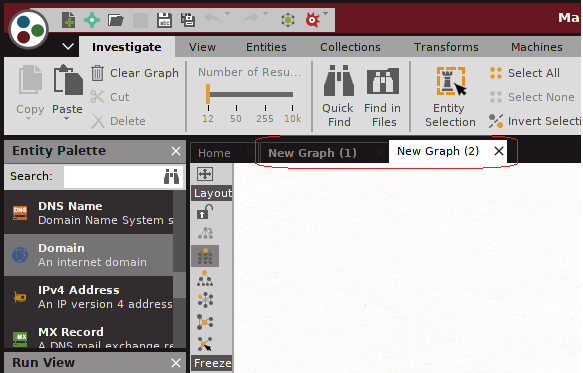 Ma
Investigate View Entities Collections Transforms Machines
Copy
Paste
Clear Graph
Cut
Delete
Number of Resu...
12 50 255 10k
Quick
Find
Find in
Files
Entity
Selection
Select All
Select None
Invert Selecti
Entity Palette
Search:
DNS Name
Domain Name System s
Domain
An internet domain
IPv4 Address
An IP version 4 address
MX Record
A DNS mail exchange re
Run View
Home New Graph (1) New Graph (2)
Layout
Freeze